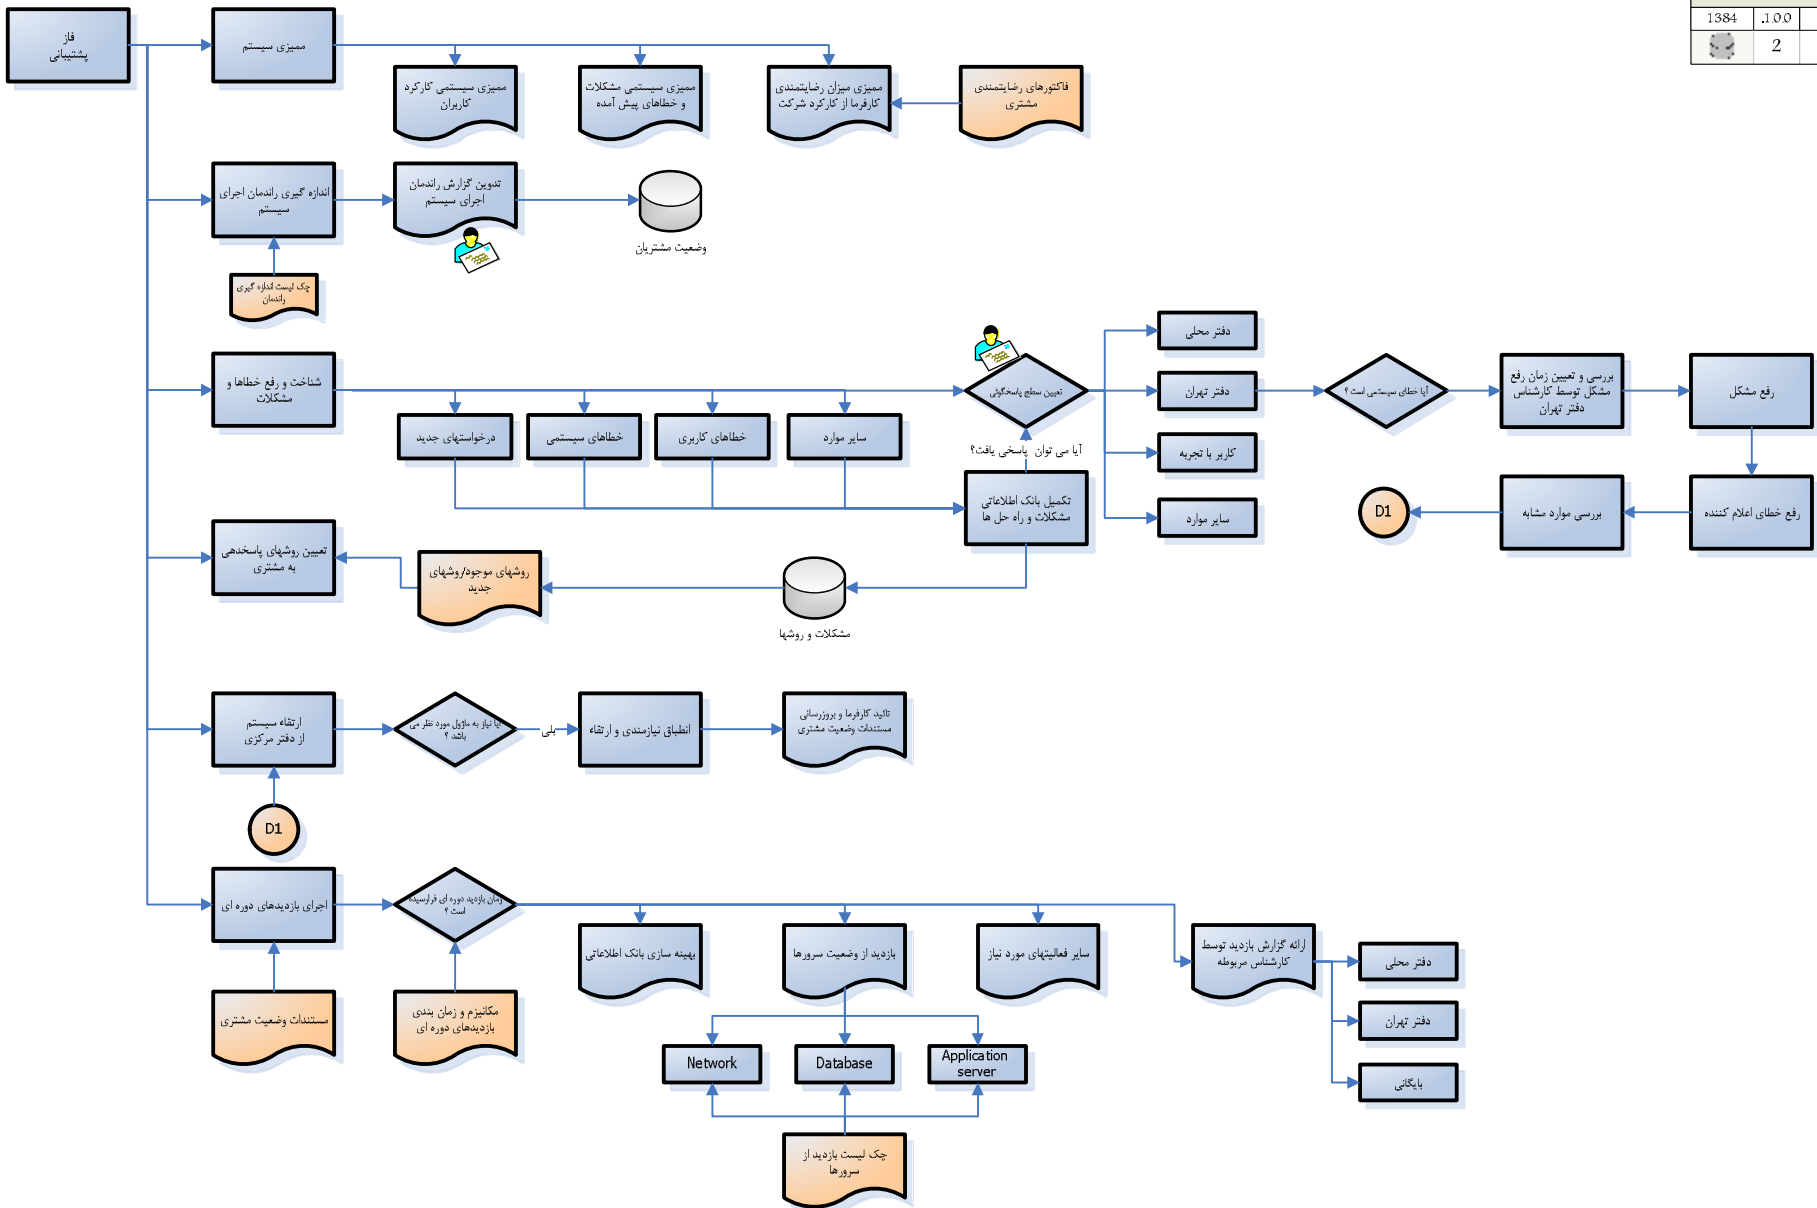 1384 .1.0.0
2
فاز
پشتیبانی
ممیزی سیستم
ممیزی سیستمی کارکرد
کاربران
ممیزی سیستمی مشکلات
و خطاهای پیش آمده
ممیزی میزان رضایتمندی
کارفرما از کارکرد شرکت
فاکتورهای رضایتمندی
مشتری
اندازه گیری راندمان اجرای
سیستم
تدوین گزارش راندمان
اجرای سیستم
وضعیت مشتریان
چک لیست اندازه گیری
راندمان
شناخت و رفع خطاها و
مشکلات
درخواستهای جدید
خطاهای سیستمی
خطاهای کاربری
سایر موارد
تعیین سطح پاسخگوئی
آیا می توان پاسخی یافت؟
تکمیل بانک اطلاعاتی
مشکلات و راه حل ها
دفتر محلی
دفتر تهران
کاربر با تجربه
سایر موارد
آیا خطای سیستمی است ؟
بررسی و تعیین زمان رفع
مشکل توسط کارشناس
دفتر تهران
رفع مشکل
رفع خطای اعلام کننده
بررسی موارد مشابه
D1
تعیین روشهای پاسخدهی
به مشتری
روشهای موجود/روشهای
جدید
مشکلات و روشها
ارتقاء سیستم
از دفتر مرکزی
آیا نیاز به ماژول مورد نظر می
باشد ؟
بلی
انطباق نیازمندی و ارتقاء
تائید کارفرما و بروزرسانی
مستندات وضعیت مشتری
D1
اجرای بازدیدهای دوره ای
زمان بازدید دوره ای فرارسیده
است ؟
بهینه سازی بانک اطلاعاتی
بازدید از وضعیت سرورها
سایر فعالیتهای مورد نیاز
ارائه گزارش بازدید توسط
کارشناس مربوطه
دفتر محلی
دفتر تهران
بایگانی
مستندات وضعیت مشتری
مکانیزم و زمان بندی
بازدیدهای دوره ای
Network
Database
Application
server
چک لیست بازدید از
سرورها